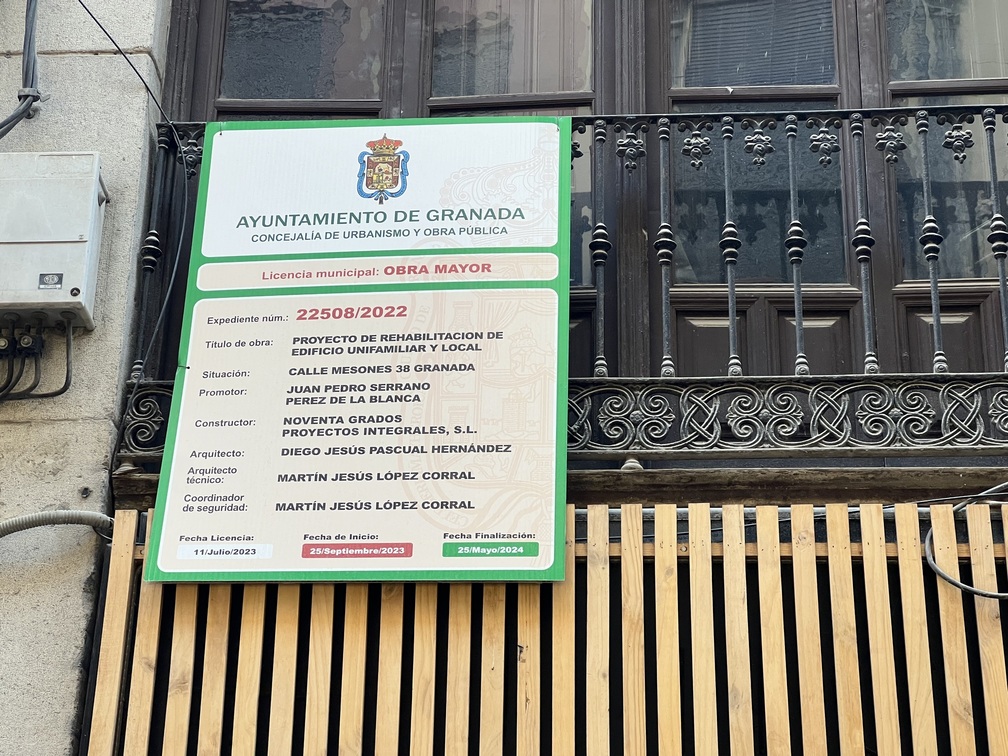 AYUNTAMIENTO DE GRANADA
CONCEJALÍA DE URBANISMO Y OBRA PÚBLICA
Licencia municipal: OBRA MAYOR
Expediente núm.: 22508/2022
Título de obra: PROYECTO DE REHABILITACION DE
EDIFICIO UNIFAMILIAR Y LOCAL
Situación: CALLE MESONES 38 GRANADA
Promotor: JUAN PEDRO SERRANO
PEREZ DE LA BLANCA
Constructor: NOVENTA GRADOS
PROYECTOS INTEGRALES, S.L.
Arquitecto: DIEGO JESÚS PASCUAL HERNÁNDEZ
Arquitecto
técnico: MARTÍN JESÚS LÓPEZ CORRAL
Coordinador
de seguridad: MARTÍN JESÚS LÓPEZ CORRAL
Fecha Licencia: Fecha de Inicio: Fecha Finalización:
11/Julio/2023 25/Septiembre/2023 25/Mayo/2024